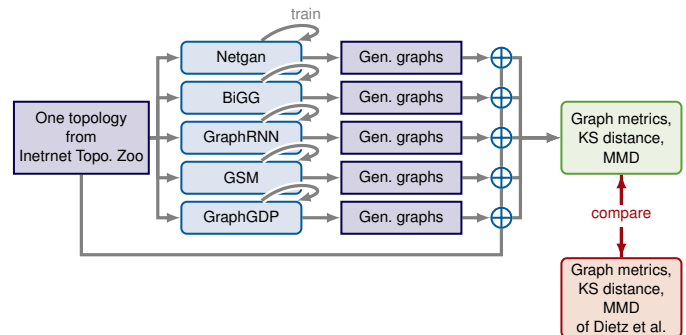 train
Netgan
Gen. graphs
BiGG
Gen. graphs
One topology
from
Inetrnet Topo. Zoo
GraphRNN
Gen. graphs
Graph metrics,
KS distance,
MMD
GSM
Gen. graphs
GraphGDP
Gen. graphs
compare
Graph metrics,
KS distance,
MMD
of Dietz et al.